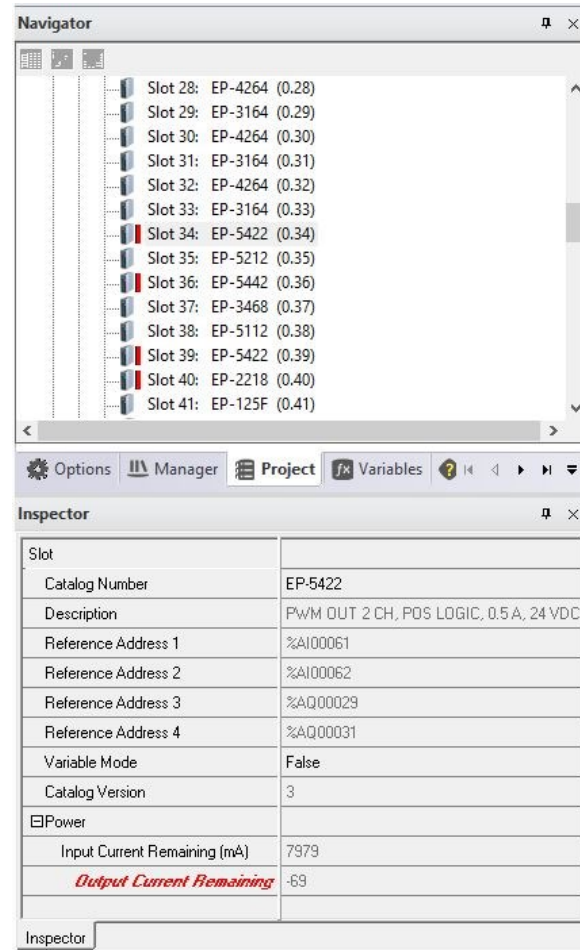 Navigator
Slot 28: EP-4264 (0.28)
Slot 29: EP-3164 (0.29)
Slot 30: EP-4264 (0.30)
Slot 31: EP-3164 (0.31)
Slot 32: EP-4264 (0.32)
Slot 33: EP-3164 (0.33)
Slot 34: EP-5422 (0.34)
Slot 35: EP-5212 (0.35)
Slot 36: EP-5442 (0.36)
Slot 37: EP-3468 (0.37)
Slot 38: EP-5112 (0.38)
Slot 39: EP-5422 (0.39)
Slot 40: EP-2218 (0.40)
Slot 41: EP-125F (0.41)
Options Manager Project fx Variables ?
Inspector
Slot
Catalog Number EP-5422
Description PWM OUT 2 CH, POS LOGIC, 0.5 A, 24 VDC
Reference Address 1 %AI00061
Reference Address 2 %AI00062
Reference Address 3 %AQ00029
Reference Address 4 %AQ00031
Variable Mode False
Catalog Version 3
Power
Input Current Remaining (mA) 7979
Output Current Remaining -69
Inspector